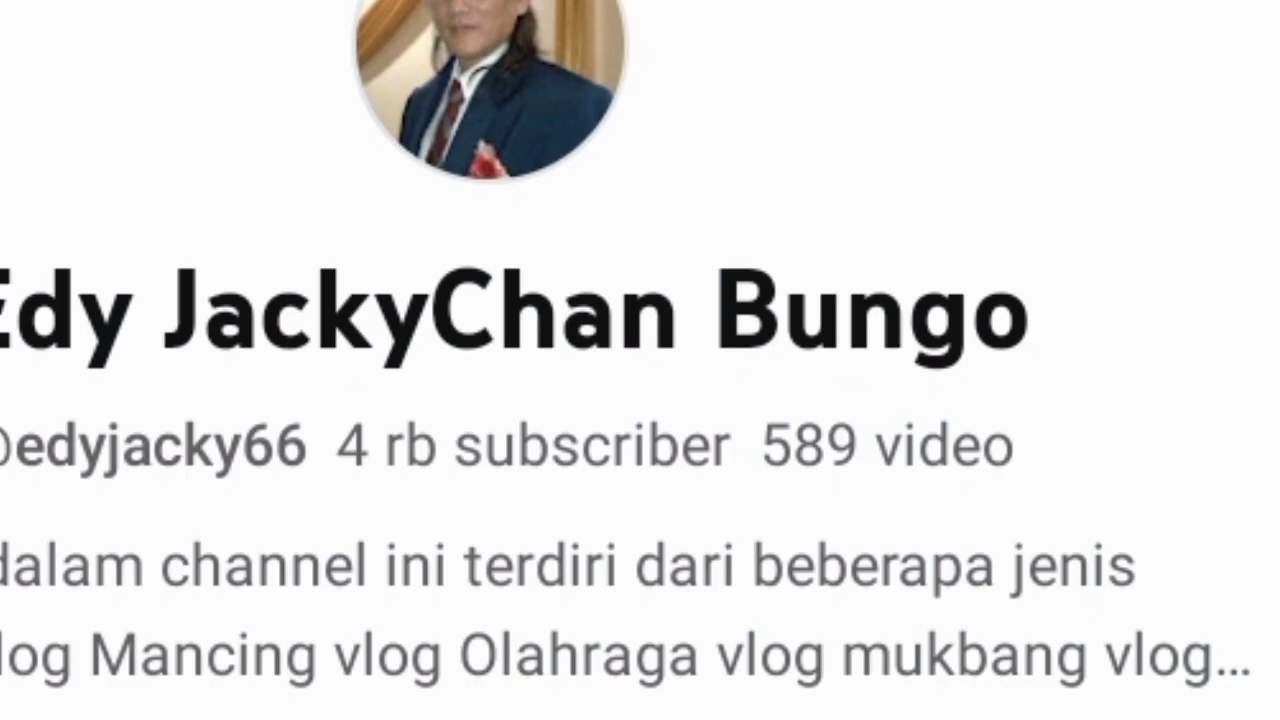 Edy JackyChan Bungo
@edyjacky66 4 rb subscriber 589 video
dalam channel ini terdiri dari beberapa jenis
log Mancing vlog Olahraga vlog mukbang vlog...